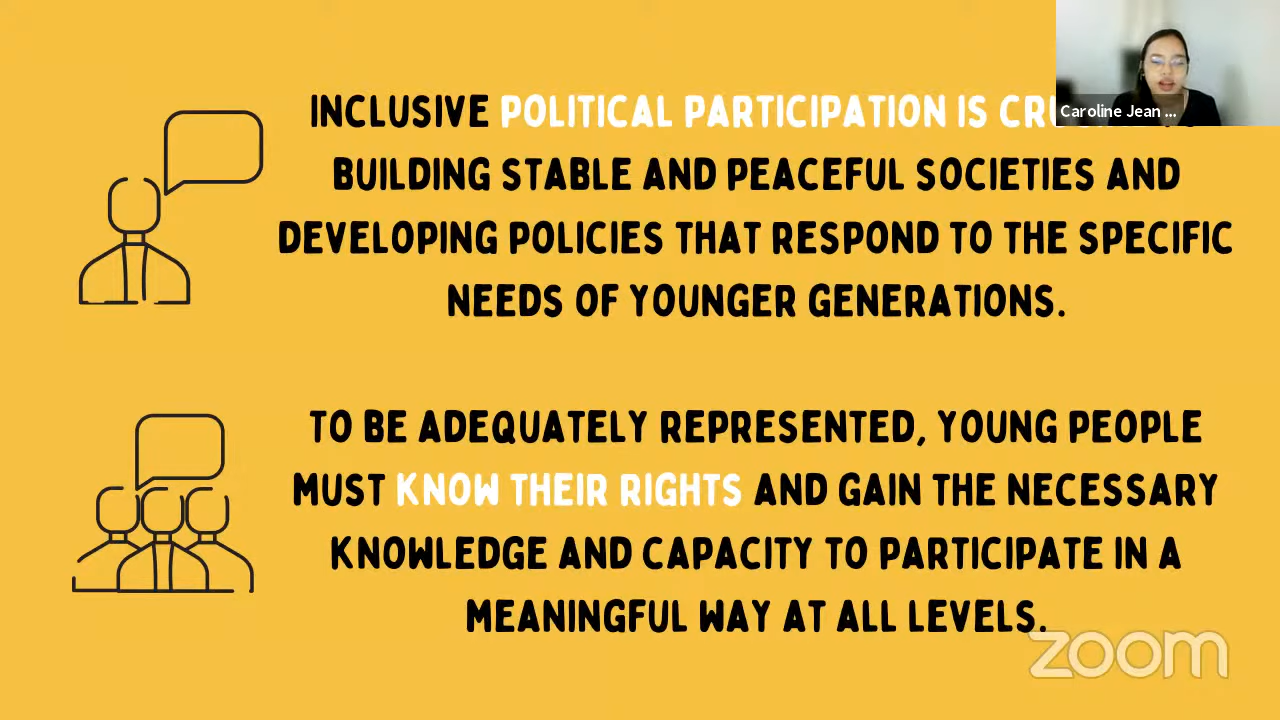 INCLUSIVE POLITICAL PARTICIPATION IS
BUILDING STABLE AND PEACEFUL SOCIETIES AND
DEVELOPING POLICIES THAT RESPOND TO THE SPECIFIC
NEEDS OF YOUNGER GENERATIONS.
TO BE ADEQUATELY REPRESENTED, YOUNG PEOPLE
MUST KNOW THEIR RIGHTS AND GAIN THE NECESSARY
KNOWLEDGE AND CAPACITY TO PARTICIPATE IN A
MEANINGFUL WAY AT ALL LEVELS.
Caroline Jean ...
zoom